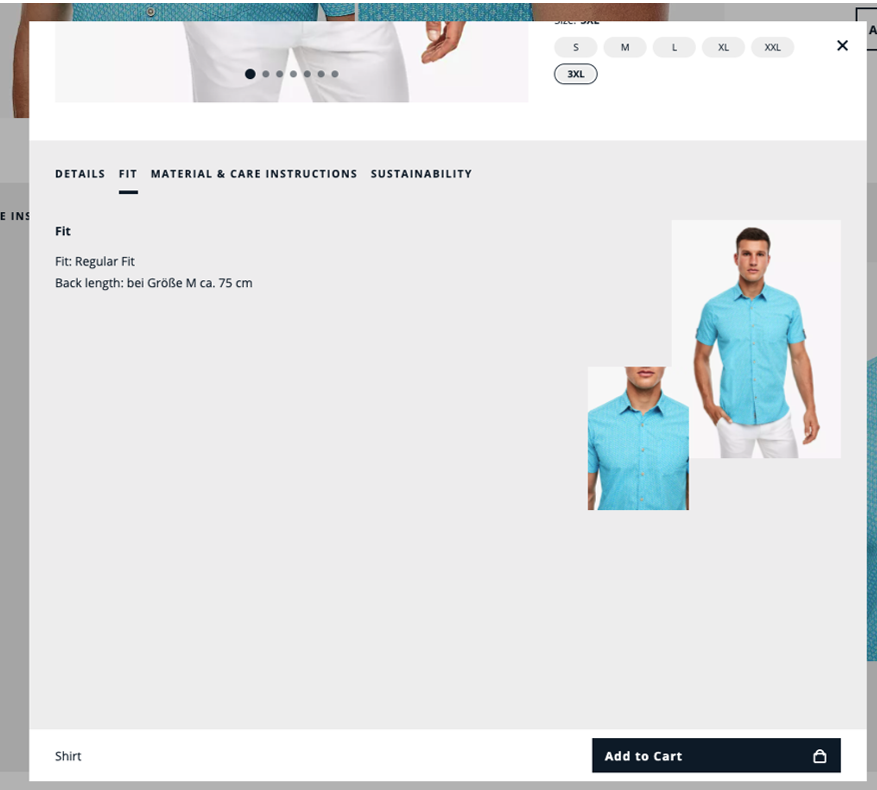 Size: 3XL
S M L XL XXL
3XL
DETAILS FIT MATERIAL & CARE INSTRUCTIONS SUSTAINABILITY
E INS
Fit
Fit: Regular Fit
Back length: bei Größe M ca. 75 cm
Shirt Add to Cart
A